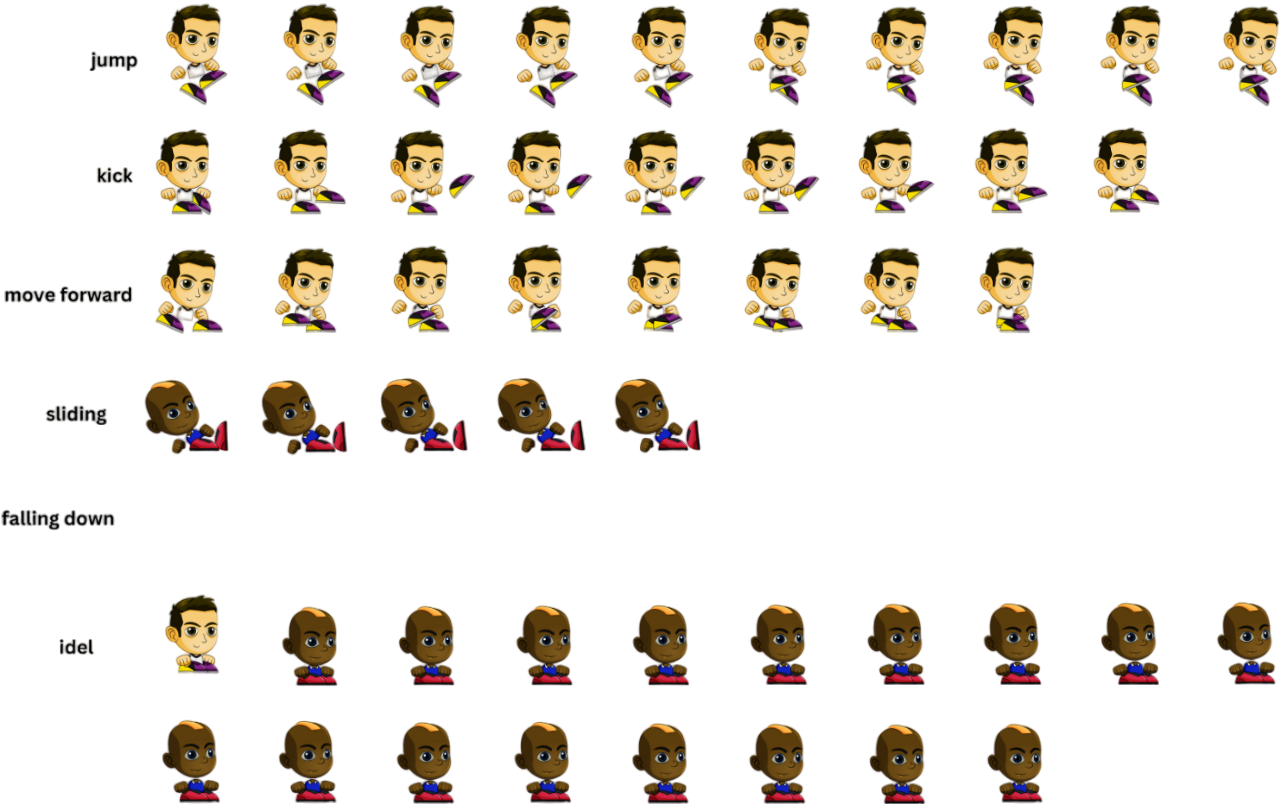 jump
kick
move forward
sliding
falling down
idel